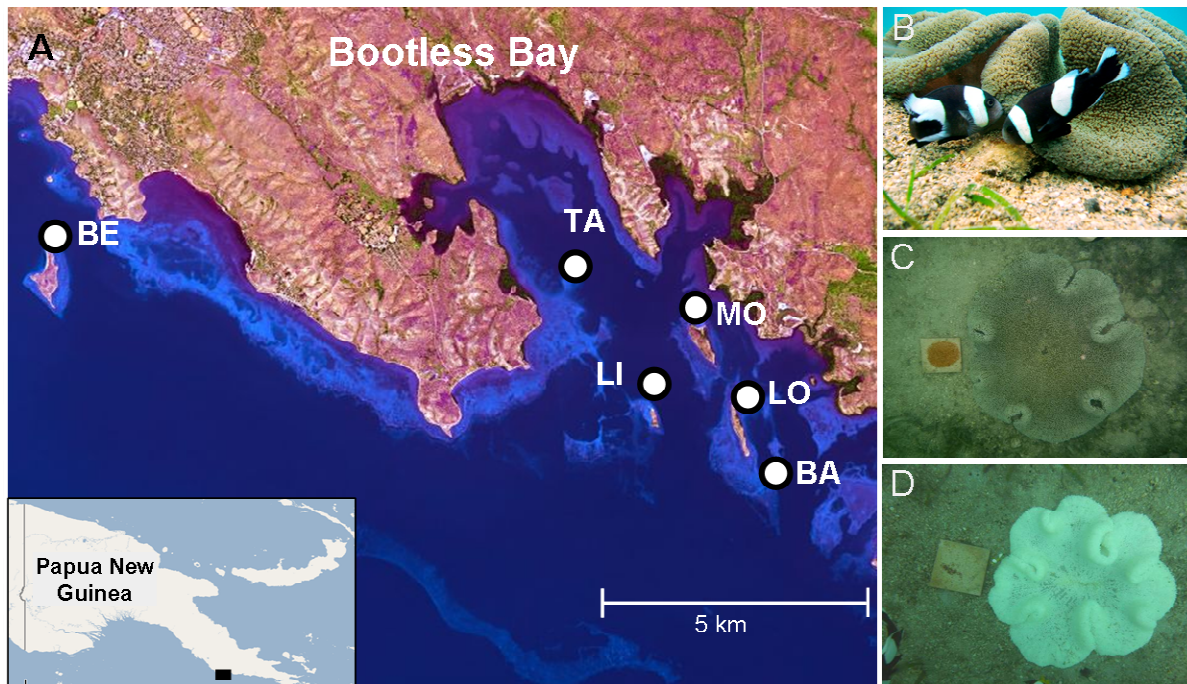 A
Bootless Bay
BE
TA
MO
LI
LO
BA
5 km
Papua New
Guinea
B
C
D